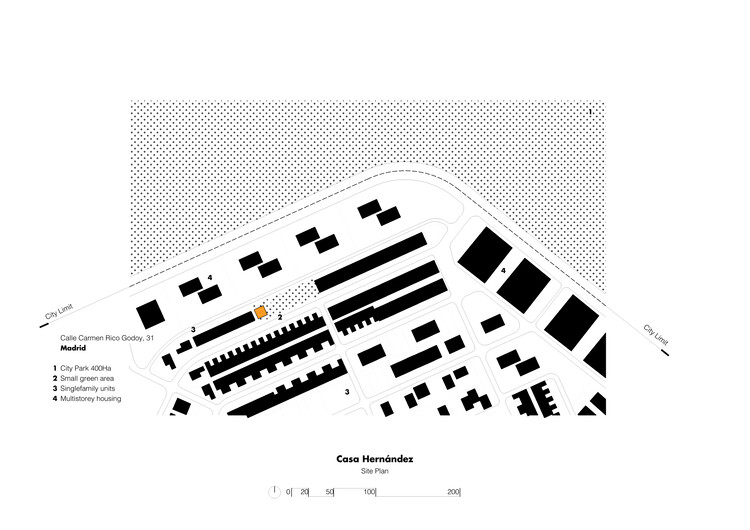 1
4
City Limit
4
2
3
City Limit
Calle Carmen Rico Godoy, 31
Madrid
1 City Park 400Ha
2 Small green area
3 Singlefamily units
4 Multistorey housing
3
Casa Hernández
Site Plan
0 20 50 100 200